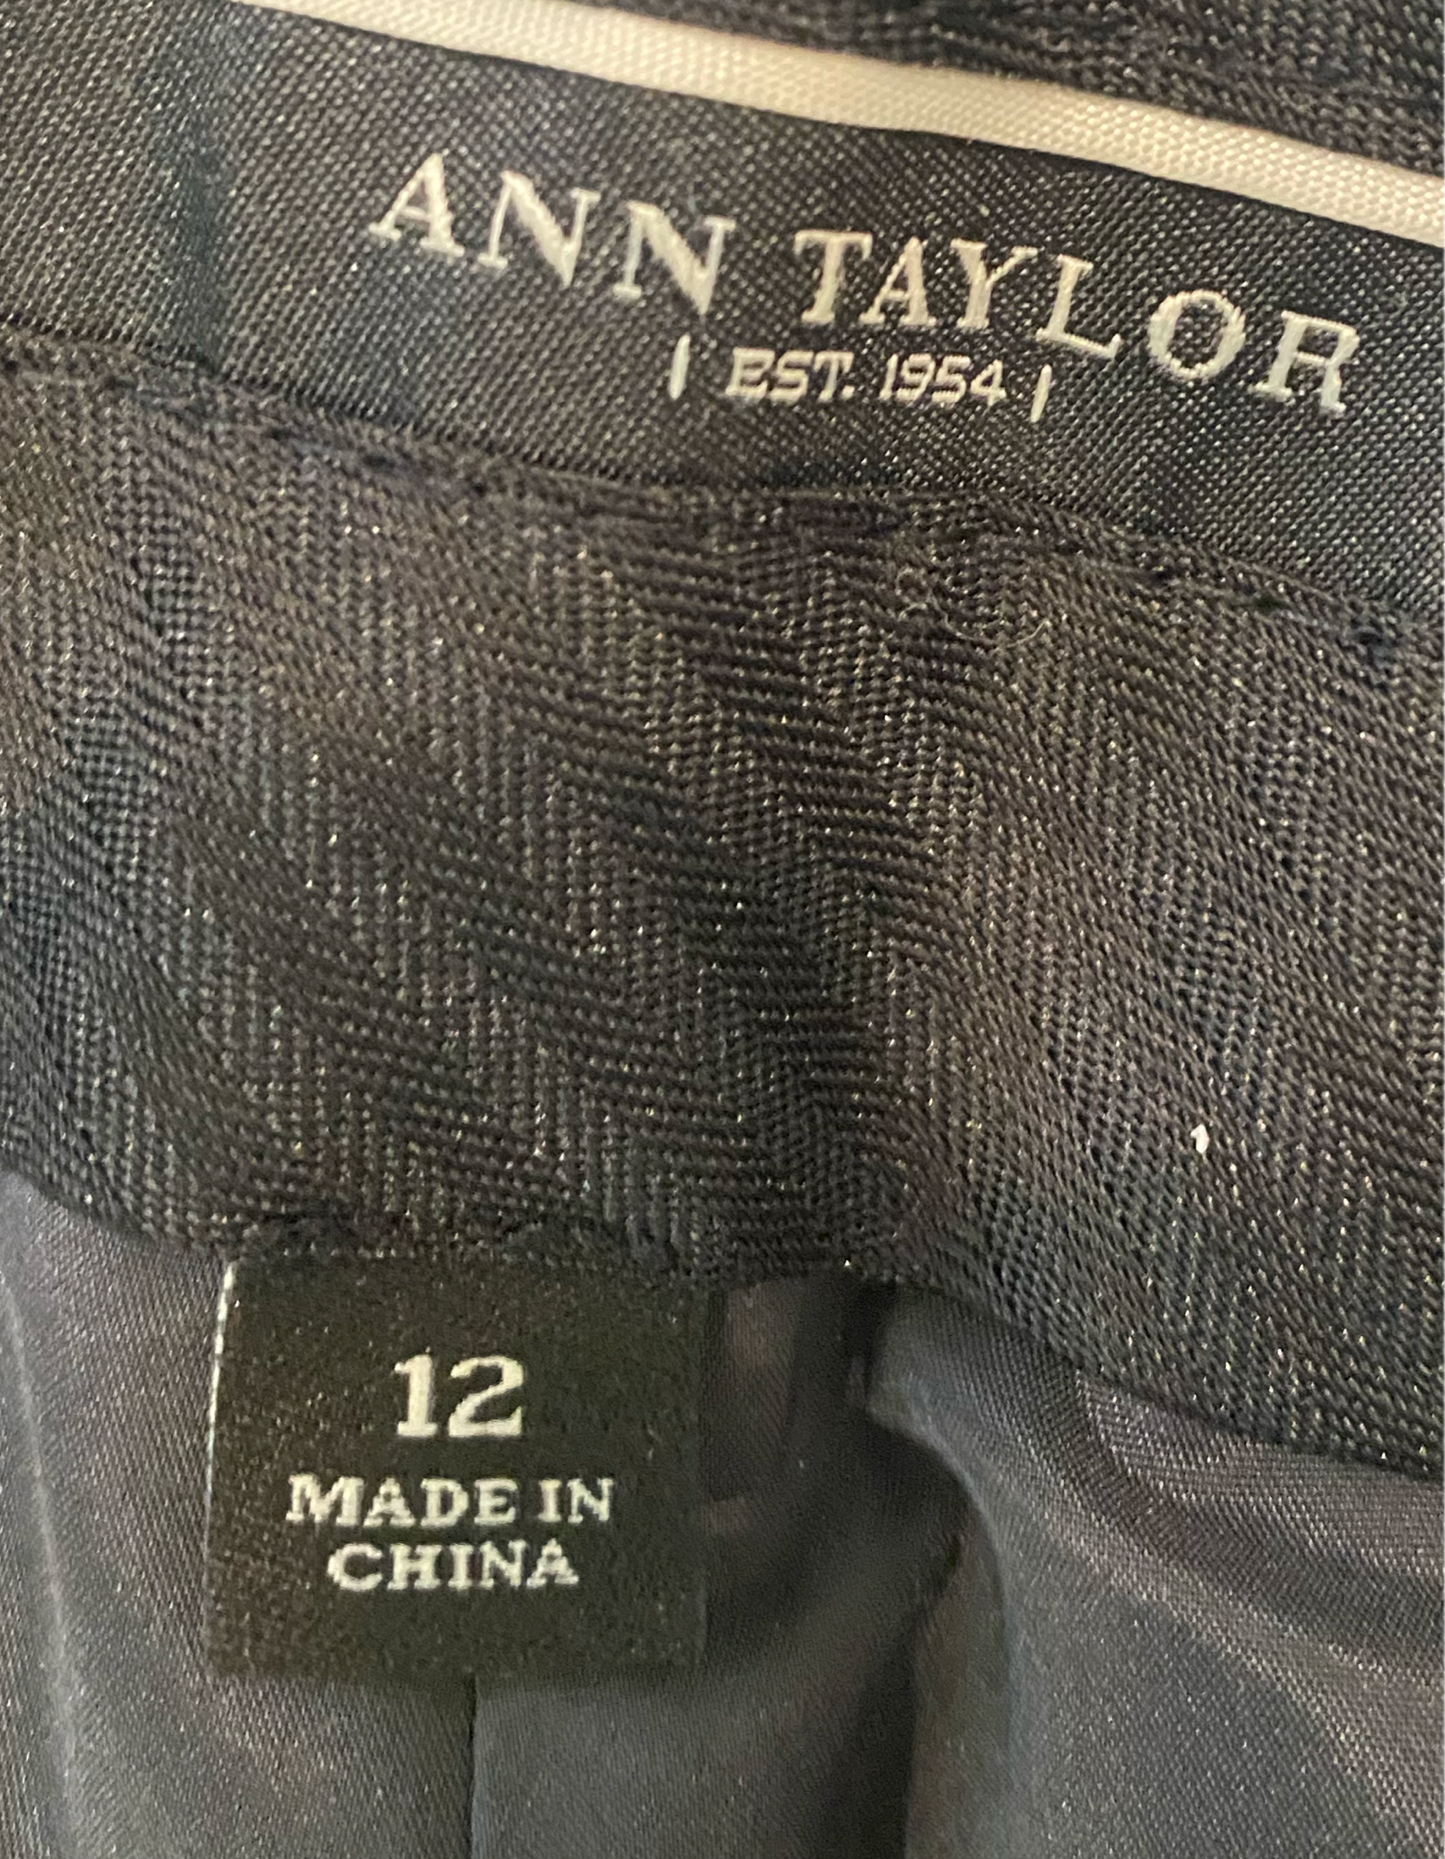 ANN TAYLOR
| EST. 1954 |
12
MADE IN
CHINA